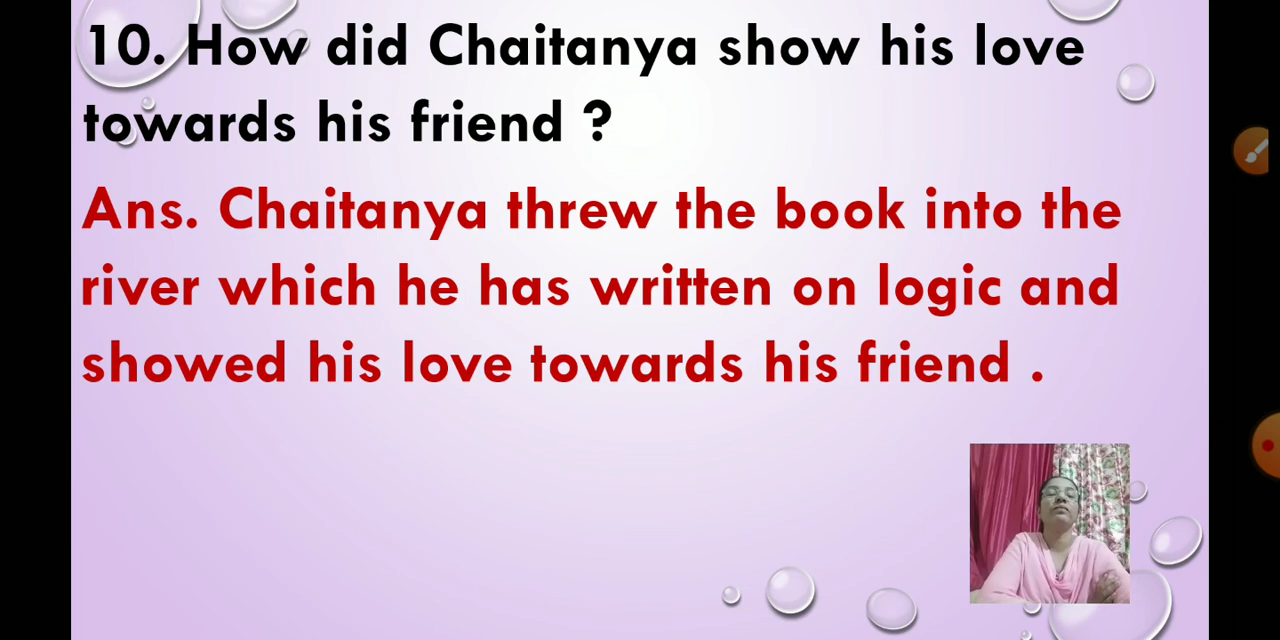 10. How did Chaitanya show his love
towards his friend ?
Ans. Chaitanya threw the book into the
river which he has written on logic and
showed his love towards his friend .